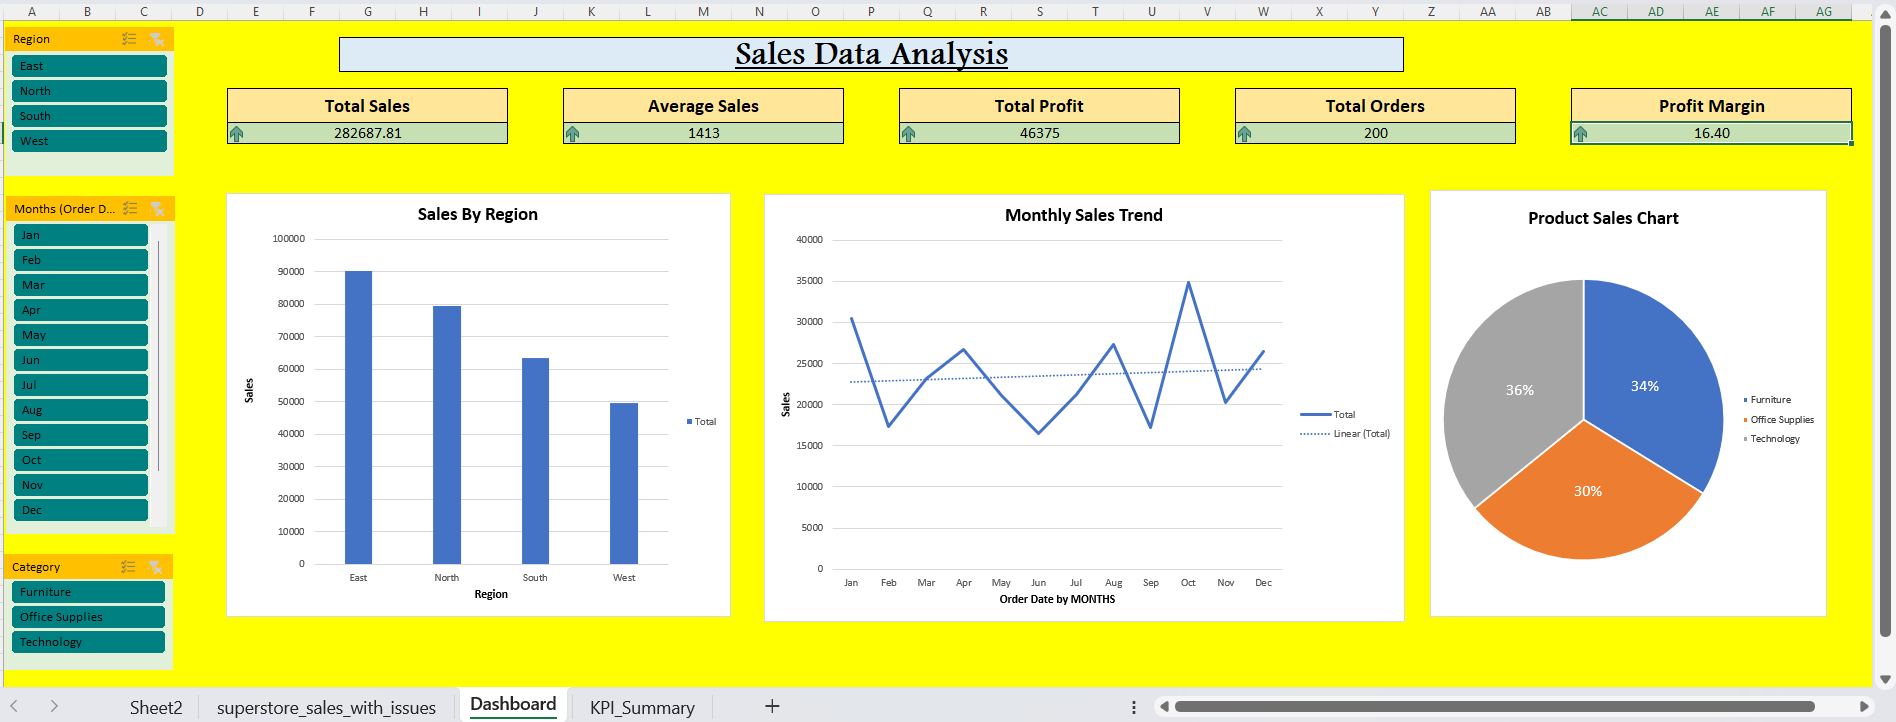 A B C D E F G H I J K L M N O P Q R S T U V W X Y Z AA AB AC AD AE AF AG
Region
East
North
South
West
Months (Order D...
Jan
Feb
Mar
Apr
May
Jun
Jul
Aug
Sep
Oct
Nov
Dec
Category
Furniture
Office Supplies
Technology
Sales Data Analysis
Total Sales
282687.81
Average Sales
1413
Total Profit
46375
Total Orders
200
Profit Margin
16.40
Sales By Region
100000
90000
80000
70000
60000
50000
40000
30000
20000
10000
0
Sales
East North South West
Region
Total
Monthly Sales Trend
40000
35000
30000
25000
20000
15000
10000
5000
0
Sales
Jan Feb Mar Apr May Jun Jul Aug Sep Oct Nov Dec
Order Date by MONTHS
Total
Linear (Total)
Product Sales Chart
36%
34%
30%
Furniture
Office Supplies
Technology
Sheet2 superstore_sales_with_issues Dashboard KPI_Summary